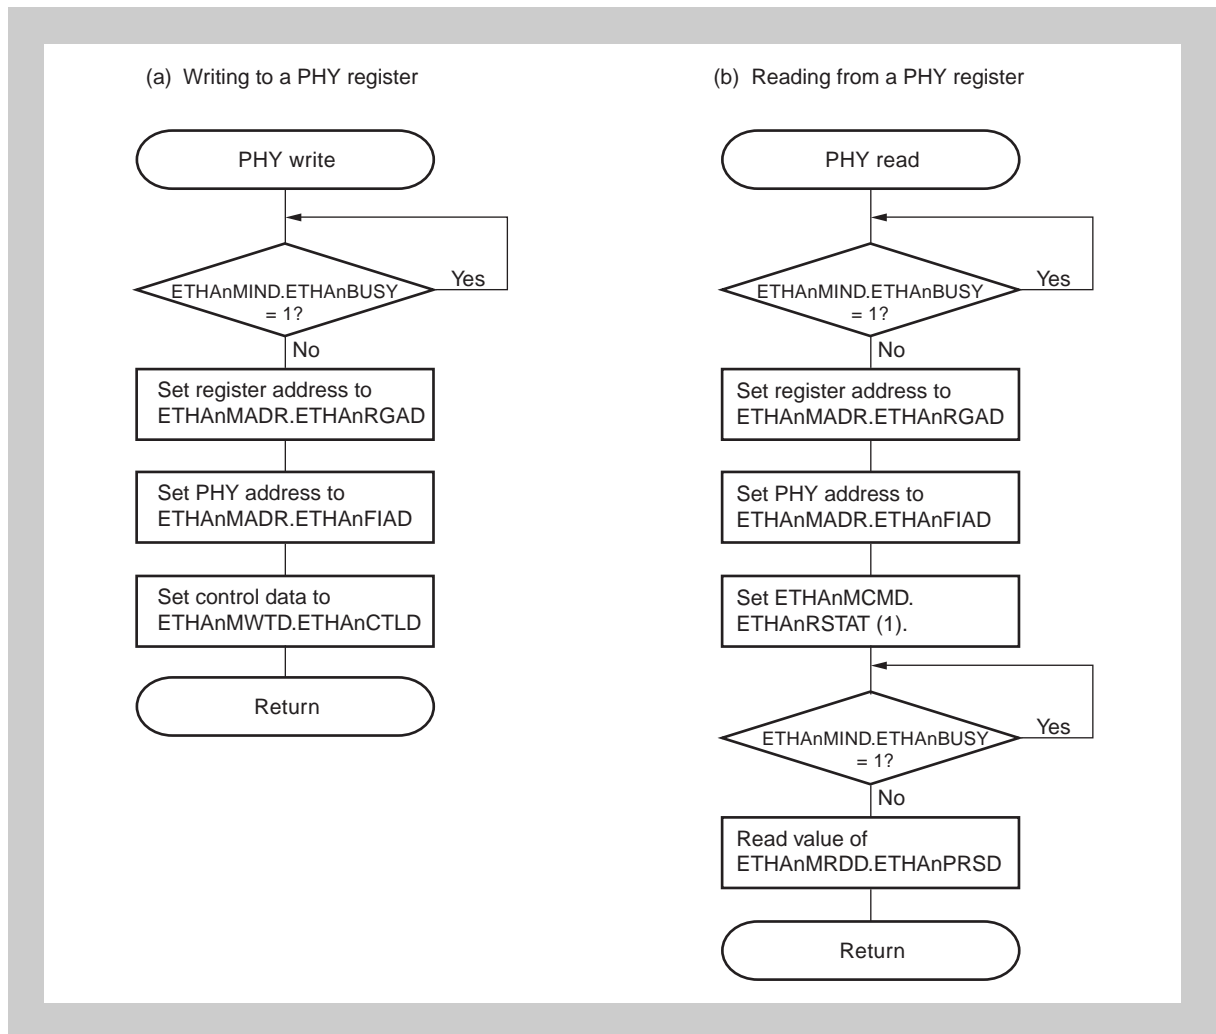 (a) Writing to a PHY register
PHY write
Yes
ETHAnMIND.ETHAnBUSY
= 1?
No
Set register address to
ETHAnMADR.ETHAnRGAD
Set PHY address to
ETHAnMADR.ETHAnFIAD
Set control data to
ETHAnMWTD.ETHAnCTLD
Return
(b) Reading from a PHY register
PHY read
Yes
ETHAnMIND.ETHAnBUSY
= 1?
No
Set register address to
ETHAnMADR.ETHAnRGAD
Set PHY address to
ETHAnMADR.ETHAnFIAD
Set ETHAnMCMD.
ETHAnRSTAT (1).
Yes
ETHAnMIND.ETHAnBUSY
= 1?
No
Read value of
ETHAnMRDD.ETHAnPRSD
Return